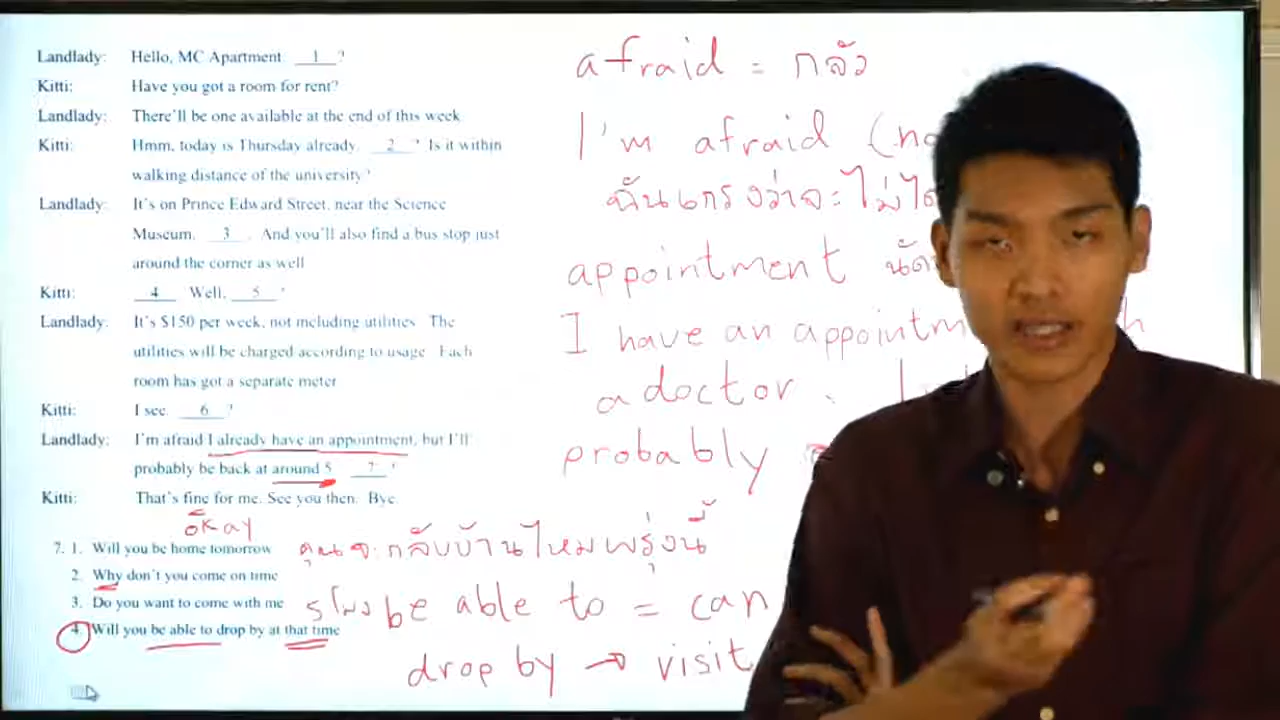 Landlady: Hello, MC Apartment. 1 ?
Kitti: Have you got a room for rent?
Landlady: There'll be one available at the end of this week
Kitti: Hmm, today is Thursday already. 2 ? Is it within
walking distance of the university?
Landlady: It's on Prince Edward Street, near the Science
Museum. 3 . And you'll also find a bus stop just
around the corner as well
Kitti: 4 Well, 5 ?
Landlady: It's $150 per week, not including utilities The
utilities will be charged according to usage Each
room has got a separate meter
Kitti: I see. 6 ?
Landlady: I'm afraid I already have an appointment, but I'll
probably be back at around 5 7 ?
Kitti: That's fine for me. See you then. Bye.
okay
7. 1. Will you be home tomorrow
2. Why don't you come on time
3. Do you want to come with me
4. Will you be able to drop by at that time
afraid = กลัว
I'm afraid
ฉันเกรงว่าจะไม่
appointment
I have an
a doctor.
probably
คุณจะกลับบ้านไหมพรุ่งนี้
be able to = can
drop by → visit